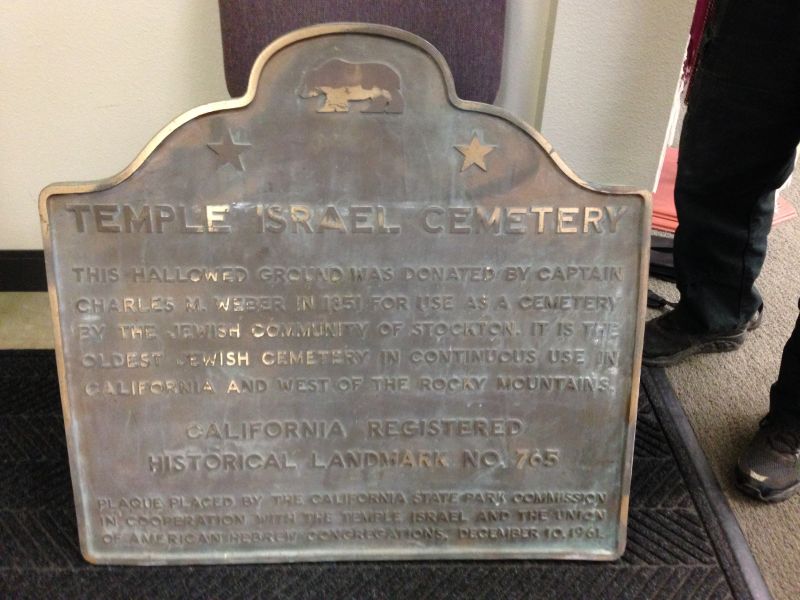 TEMPLE ISRAEL CEMETERY
THIS HALLOWED GROUND WAS DONATED BY CAPTAIN
CHARLES M. WEBER IN 1851 FOR USE AS A CEMETERY
BY THE JEWISH COMMUNITY OF STOCKTON. IT IS THE
OLDEST JEWISH CEMETERY IN CONTINUOUS USE IN
CALIFORNIA AND WEST OF THE ROCKY MOUNTAINS.
CALIFORNIA REGISTERED
HISTORICAL LANDMARK NO. 765
PLAQUE PLACED BY THE CALIFORNIA STATE PARK COMMISSION
IN COOPERATION WITH THE TEMPLE ISRAEL AND THE UNION
OF AMERICAN HEBREW CONGREGATIONS, DECEMBER 10, 1961.